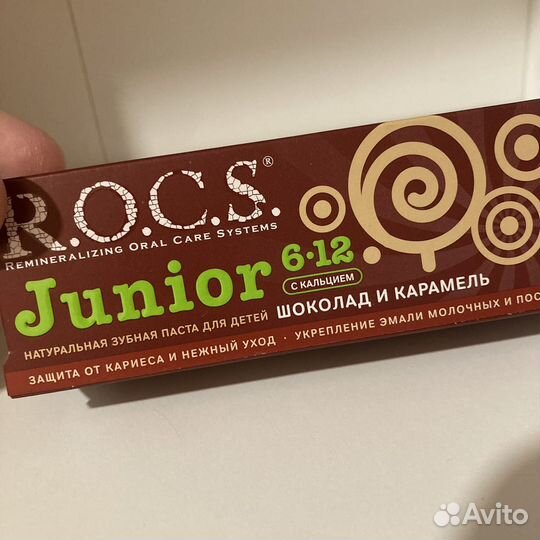 R.O.C.S.®
REMINERALIZING ORAL CARE SYSTEMS
Junior 6-12
С КАЛЬЦИЕМ
НАТУРАЛЬНАЯ ЗУБНАЯ ПАСТА ДЛЯ ДЕТЕЙ ШОКОЛАД И КАРАМЕЛЬ
ЗАЩИТА ОТ КАРИЕСА И НЕЖНЫЙ УХОД · УКРЕПЛЕНИЕ ЭМАЛИ МОЛОЧНЫХ И ПОС
Avito